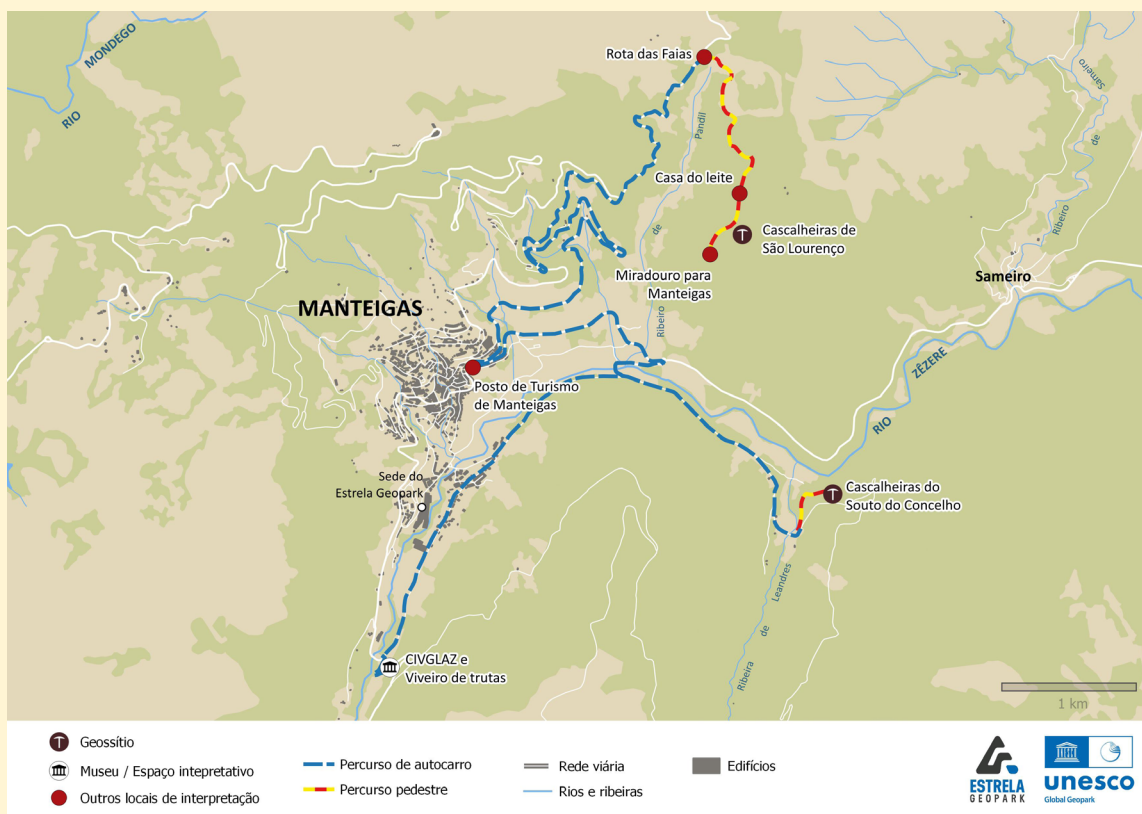 RIO
MONDEGO
Rota das Faias
Ribeiro
de
Sameiro
Ribeiro
de
Pandil
Casa do leite
Cascalheiras de
São Lourenço
Miradouro para
Manteigas
Sameiro
MANTEIGAS
RIO
ZÊZERE
Posto de Turismo
de Manteigas
Sede do
Estrela Geopark
Cascalheiras do
Souto do Concelho
Ribeira
de
Leandres
CIVGLAZ e
Viveiro de trutas
1 km
Geossítio
Museu / Espaço intepretativo
Outros locais de interpretação
Percurso de autocarro
Percurso pedestre
Rede viária
Rios e ribeiras
Edifícios
ESTRELA
GEOPARK
unesco
Global Geopark